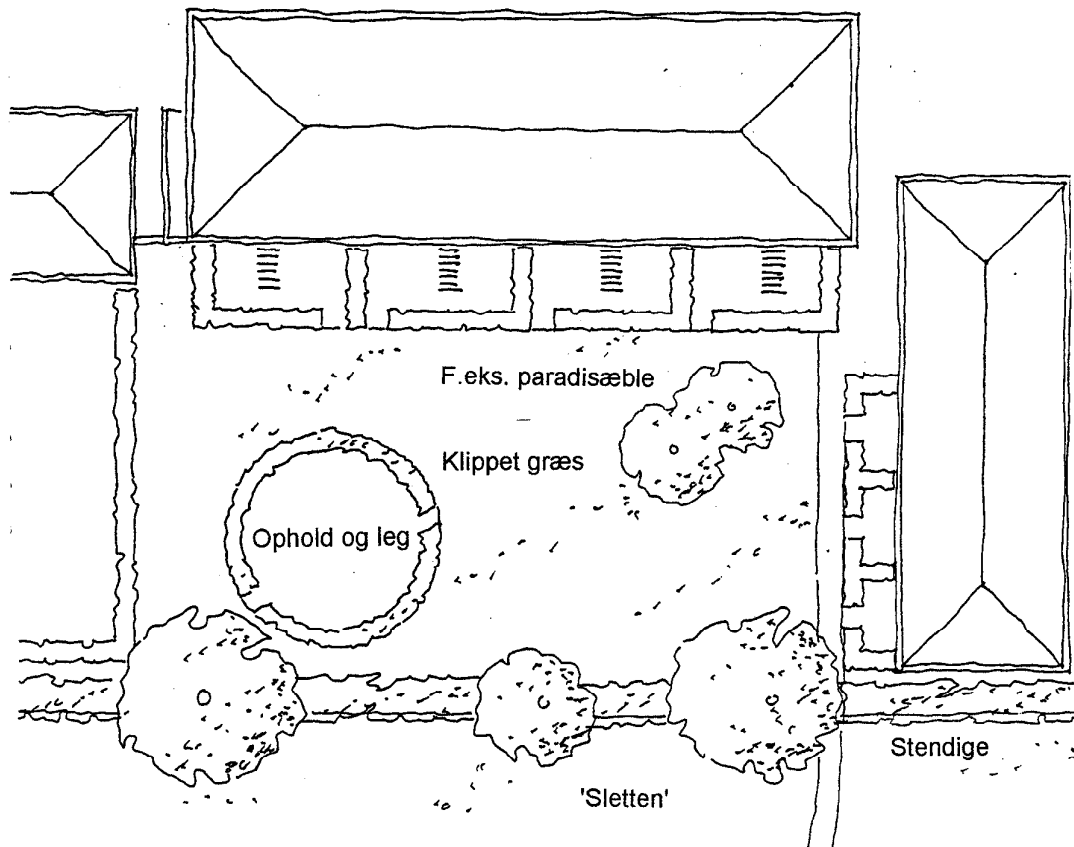 F.eks. paradisæble
Klippet græs
Ophold og leg
Stendige
'Sletten'